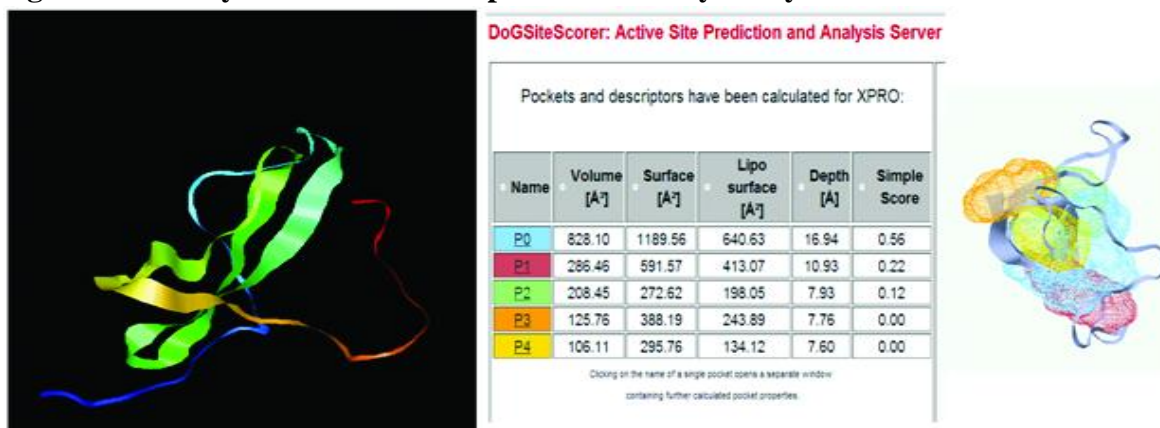 DoGSiteScorer: Active Site Prediction and Analysis Server
Pockets and descriptors have been calculated for XPRO:
Name Volume [Å³] Surface [Å²] Lipo surface [Å²] Depth [Å] Simple Score
P0 828.10 1189.56 640.63 16.94 0.56
P1 286.46 591.57 413.07 10.93 0.22
P2 208.45 272.62 198.05 7.93 0.12
P3 125.76 388.19 243.89 7.76 0.00
P4 106.11 295.76 134.12 7.60 0.00
Clicking on the name of a single pocket opens a separate window
containing further calculated pocket properties.